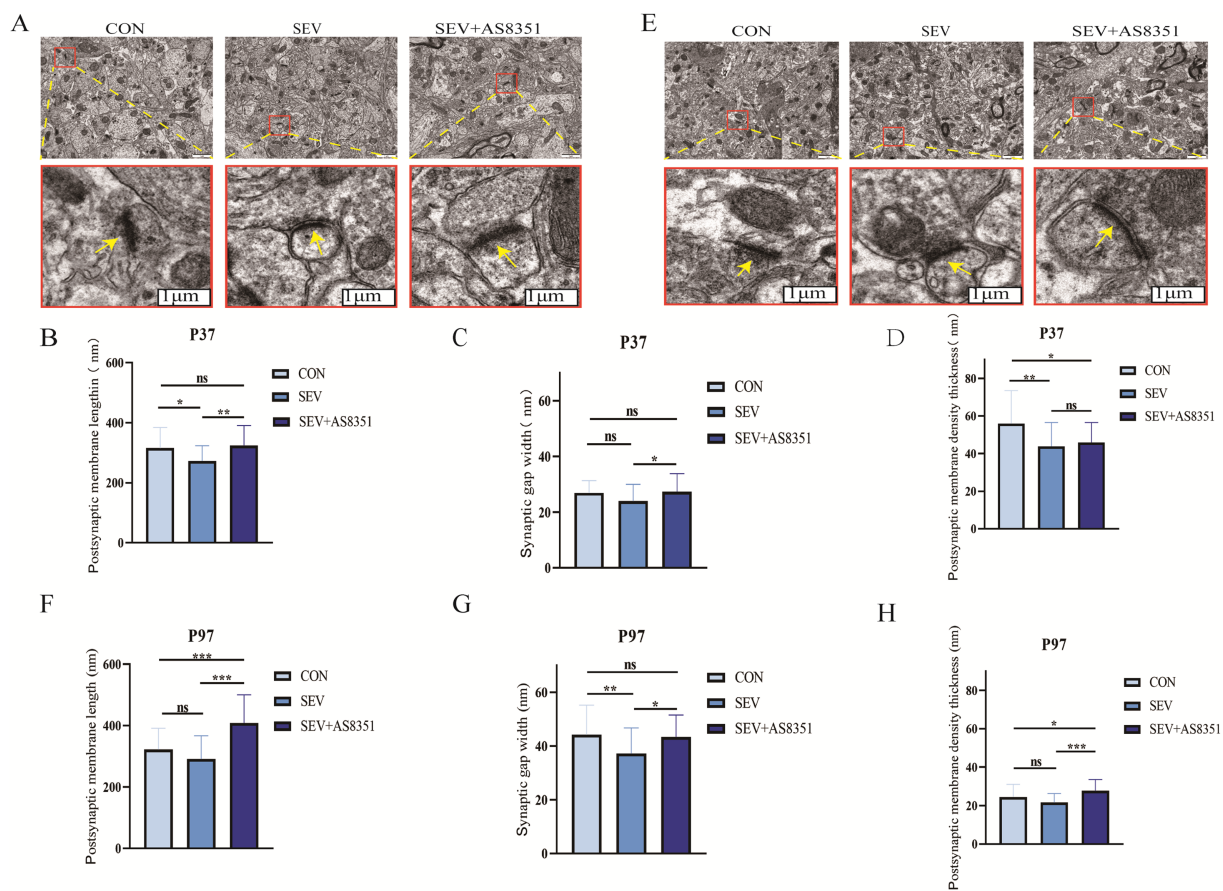 A
CON
SEV
SEV+AS8351
1μm
1μm
1μm
E
CON
SEV
SEV+AS8351
1μm
1μm
1μm
B
P37
Postsynaptic membrane lengthin ( nm)
600
400
200
0
ns
*
**
CON
SEV
SEV+AS8351
C
P37
Synaptic gap width( nm)
60
40
20
0
ns
ns
*
CON
SEV
SEV+AS8351
D
P37
Postsynaptic membrane density thickness( nm)
80
60
40
20
0
*
**
ns
CON
SEV
SEV+AS8351
F
P97
Postsynaptic membrane length (nm)
600
400
200
0
***
***
ns
CON
SEV
SEV+AS8351
G
P97
Synaptic gap width (nm)
60
40
20
0
ns
**
*
CON
SEV
SEV+AS8351
H
P97
Postsynaptic membrane density thickness (nm)
80
60
40
20
0
*
***
ns
CON
SEV
SEV+AS8351